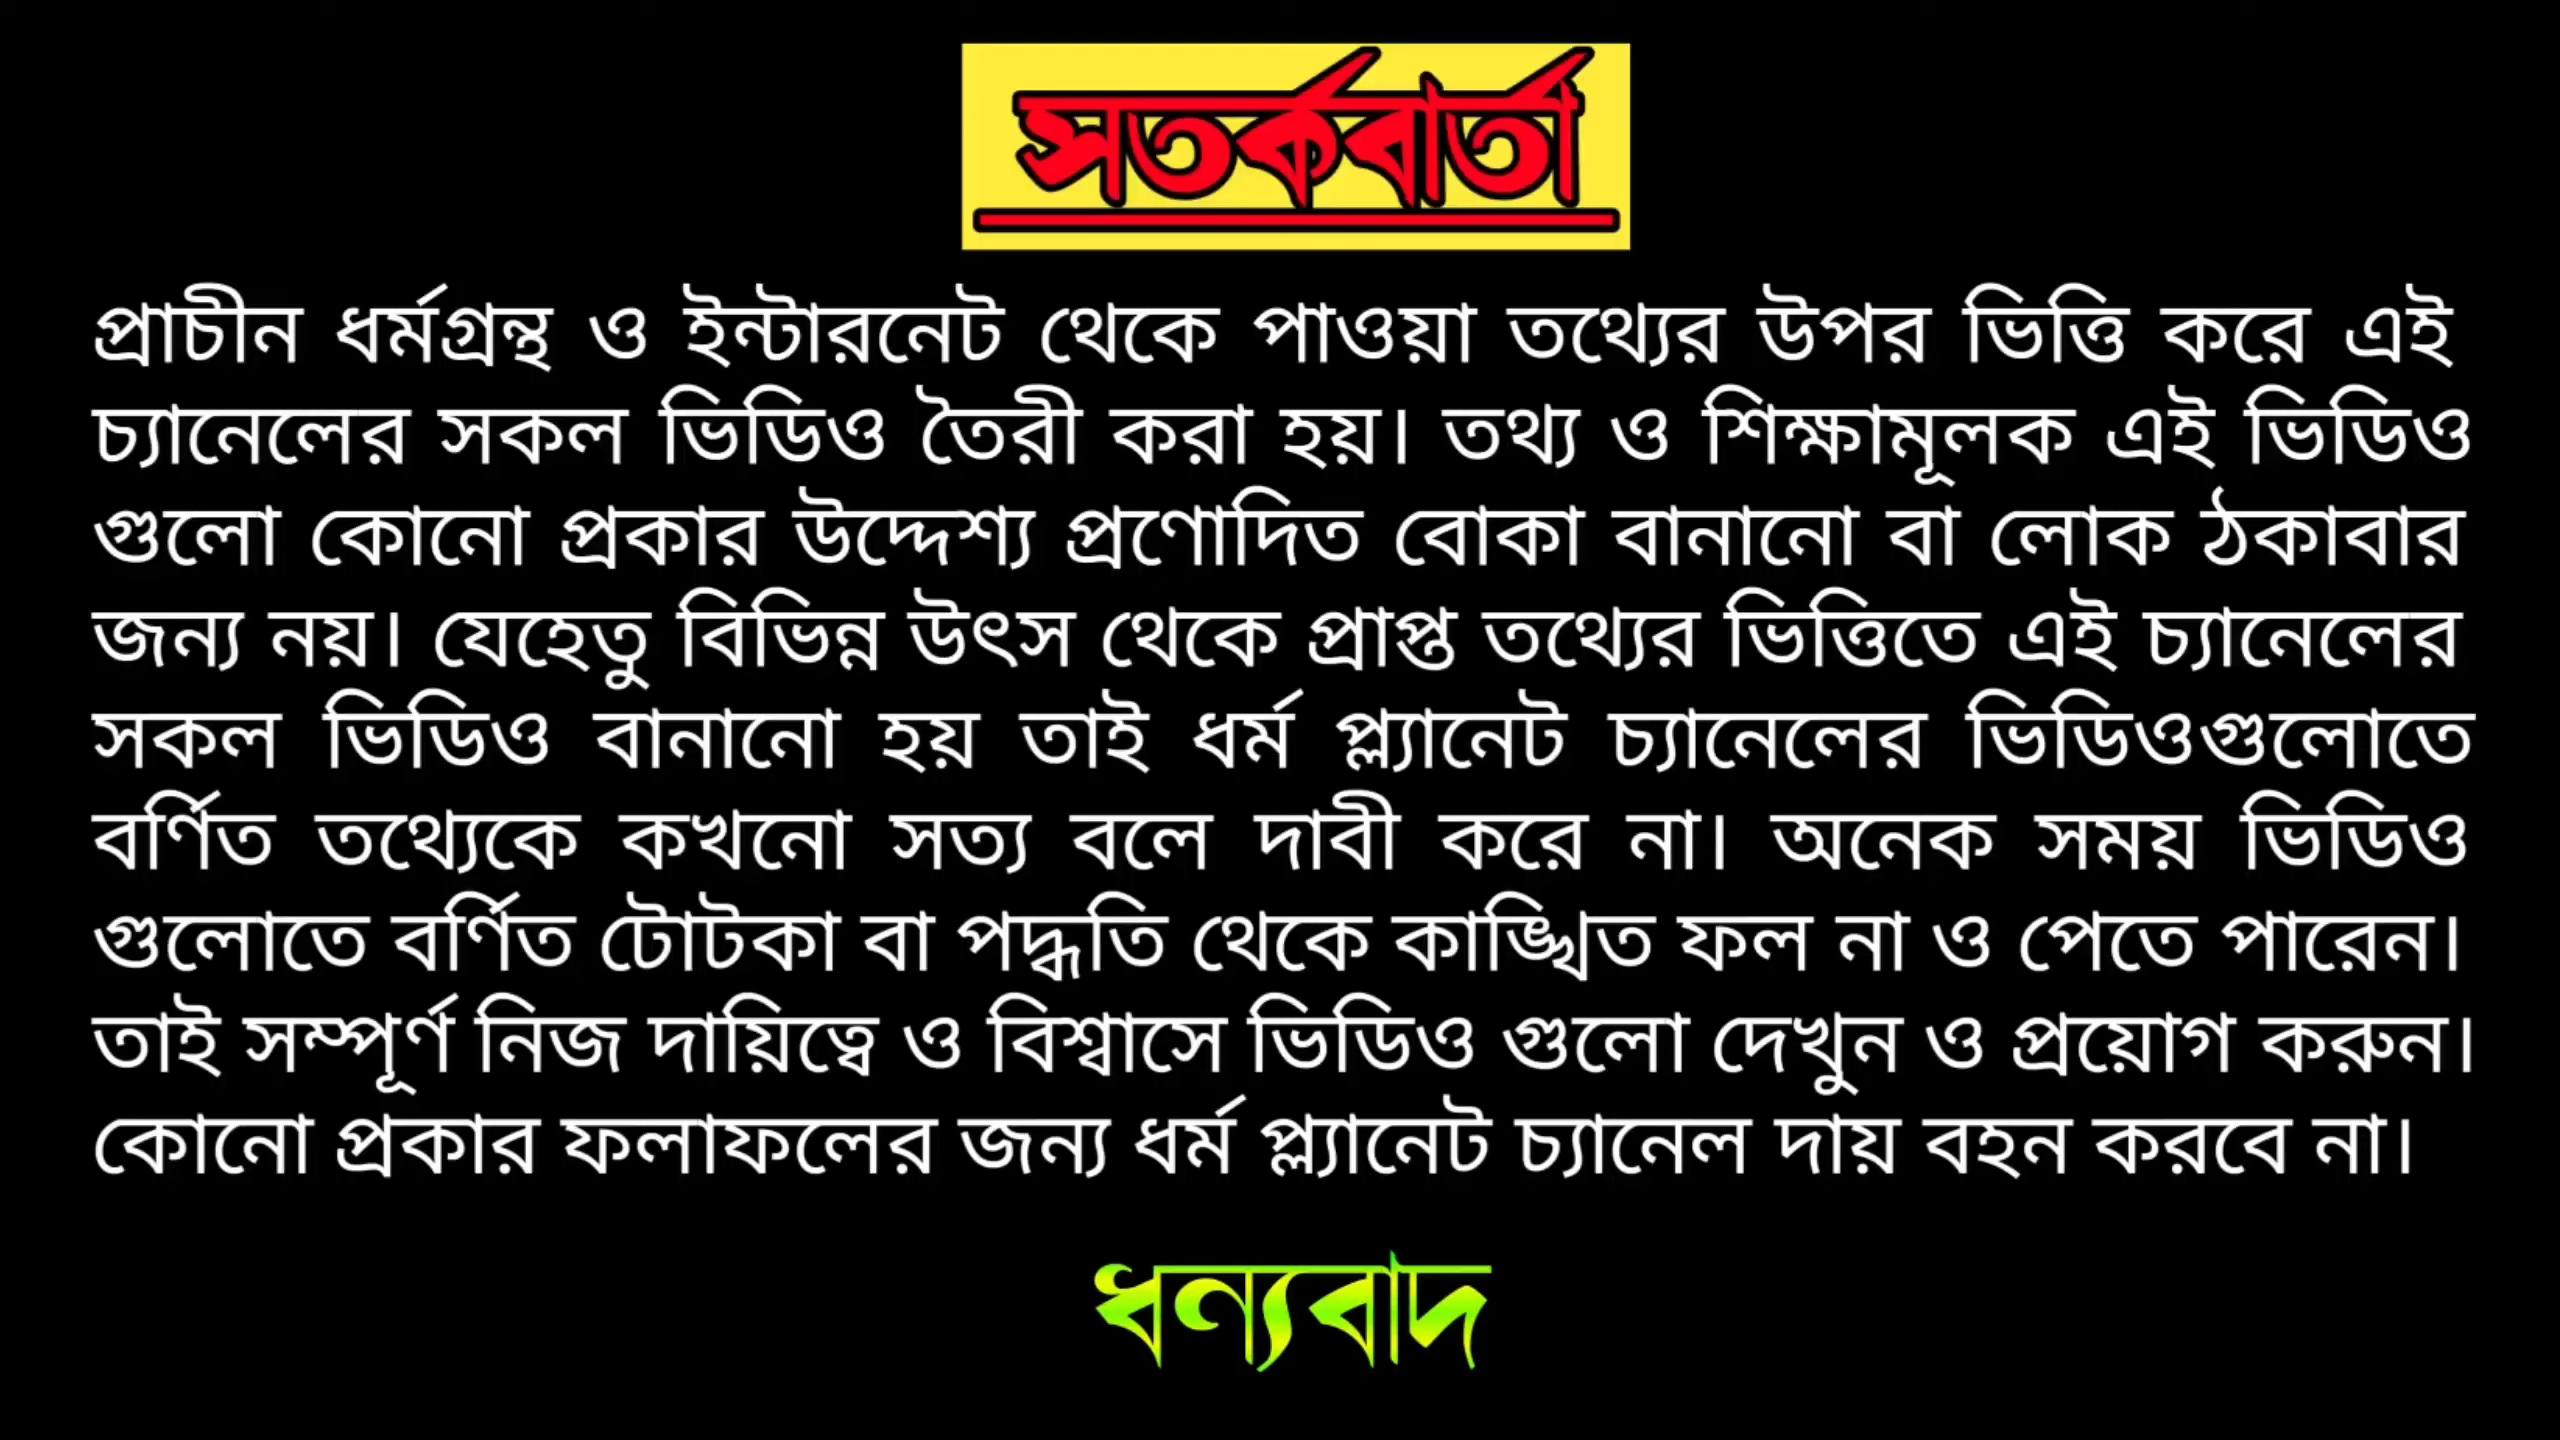 সতর্কবার্তা
প্রাচীন ধর্মগ্রন্থ ও ইন্টারনেট থেকে পাওয়া তথ্যের উপর ভিত্তি করে এই
চ্যানেলের সকল ভিডিও তৈরী করা হয়। তথ্য ও শিক্ষামূলক এই ভিডিও
গুলো কোনো প্রকার উদ্দেশ্য প্রণোদিত বোকা বানানো বা লোক ঠকাবার
জন্য নয়। যেহেতু বিভিন্ন উৎস থেকে প্রাপ্ত তথ্যের ভিত্তিতে এই চ্যানেলের
সকল ভিডিও বানানো হয় তাই ধর্ম প্ল্যানেট চ্যানেলের ভিডিওগুলোতে
বর্ণিত তথ্যেকে কখনো সত্য বলে দাবী করে না। অনেক সময় ভিডিও
গুলোতে বর্ণিত টোটকা বা পদ্ধতি থেকে কাঙ্খিত ফল না ও পেতে পারেন।
তাই সম্পূর্ণ নিজ দায়িত্বে ও বিশ্বাসে ভিডিও গুলো দেখুন ও প্রয়োগ করুন।
কোনো প্রকার ফলাফলের জন্য ধর্ম প্ল্যানেট চ্যানেল দায় বহন করবে না।
ধন্যবাদ